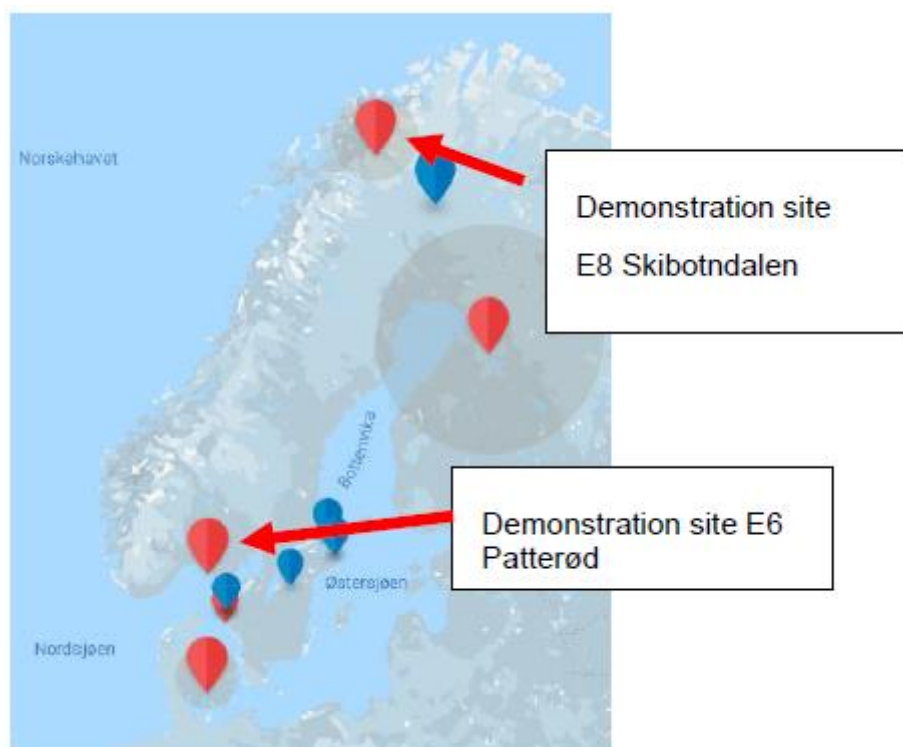 Norskehavet
Demonstration site
E8 Skibotndalen
Bottenvika
Demonstration site E6
Patterød
Østersjøen
Nordsjøen